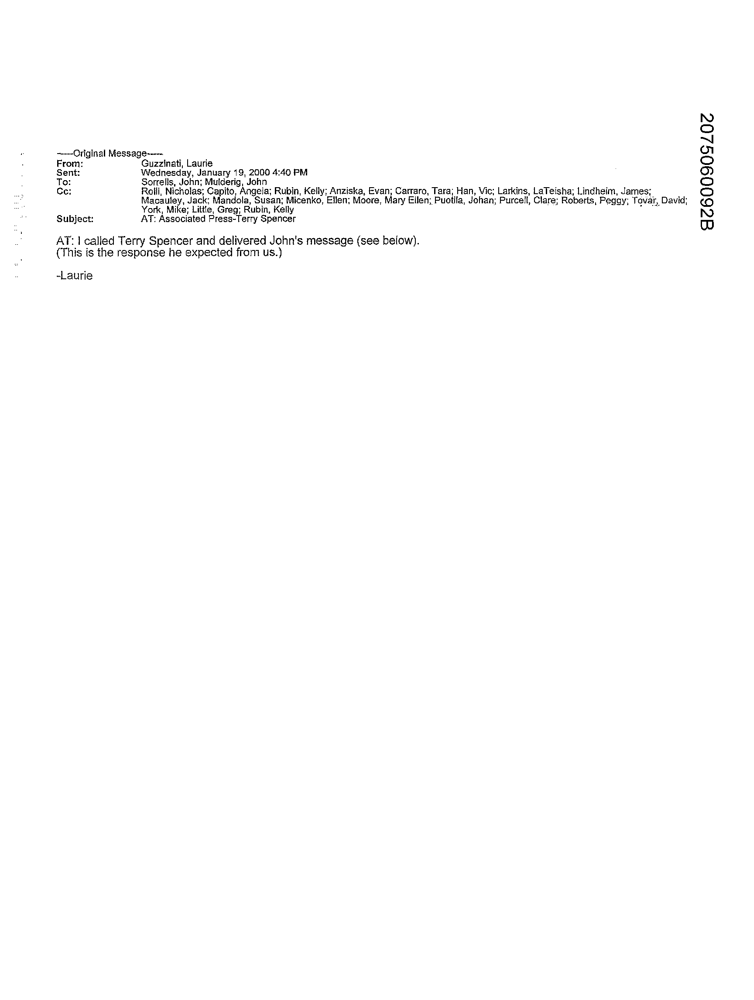 -----Original Message-----
From: Guzzinati, Laurie
Sent: Wednesday, January 19, 2000 4:40 PM
To: Sorrells, John; Mulderig, John
Cc: Rolli, Nicholas; Capito, Angela; Rubin, Kelly; Anziska, Evan; Carraro, Tara; Han, Vic; Larkins, LaTeisha; Lindheim, James;
Macauley, Jack; Mandola, Susan; Micenko, Ellen; Moore, Mary Ellen; Puotila, Johan; Purcell, Clare; Roberts, Peggy; Tovar, David;
York, Mike; Little, Greg; Rubin, Kelly
Subject: AT: Associated Press-Terry Spencer
AT: I called Terry Spencer and delivered John's message (see below).
(This is the response he expected from us.)
-Laurie
2075060092B